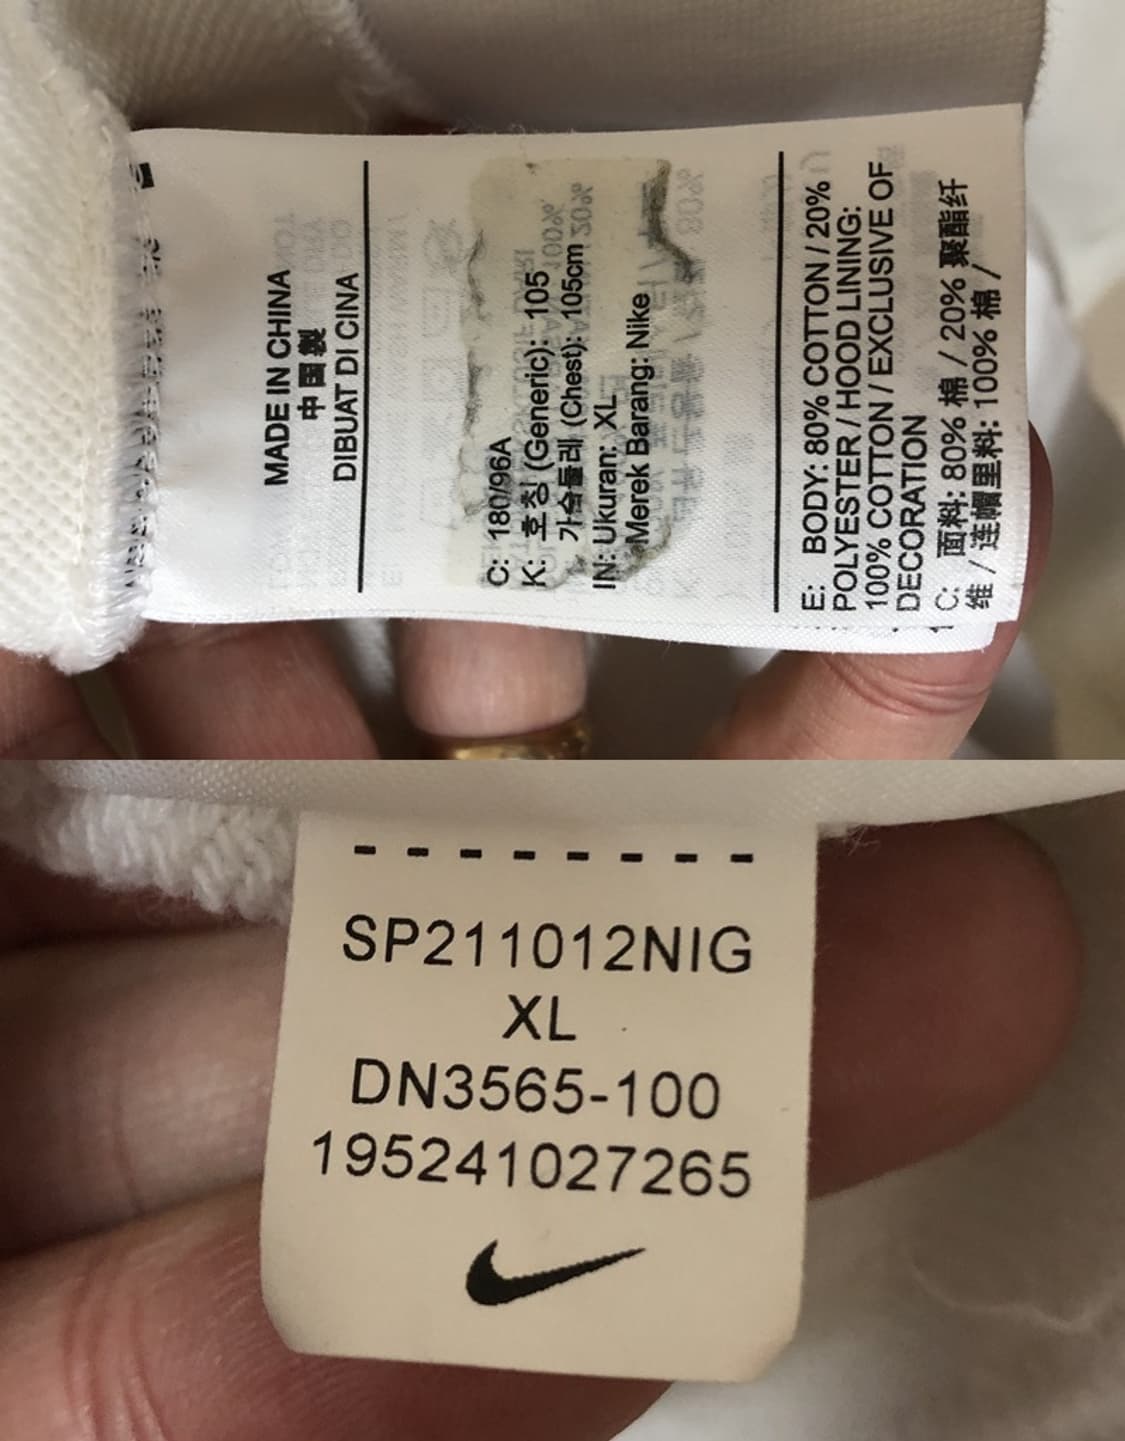 MADE IN CHINA
中国製
DIBUAT DI CINA
C: 180/96A
K: 호칭 (Generic): 105
가슴둘레 (Chest): 105cm
IN: Ukuran: XL
Merek Barang: Nike
E: BODY: 80% COTTON / 20%
POLYESTER / HOOD LINING:
100% COTTON / EXCLUSIVE OF
DECORATION
C: 面料: 80% 棉 / 20% 聚酯纤
维 / 连帽里料: 100% 棉 /
SP211012NIG
XL
DN3565-100
195241027265